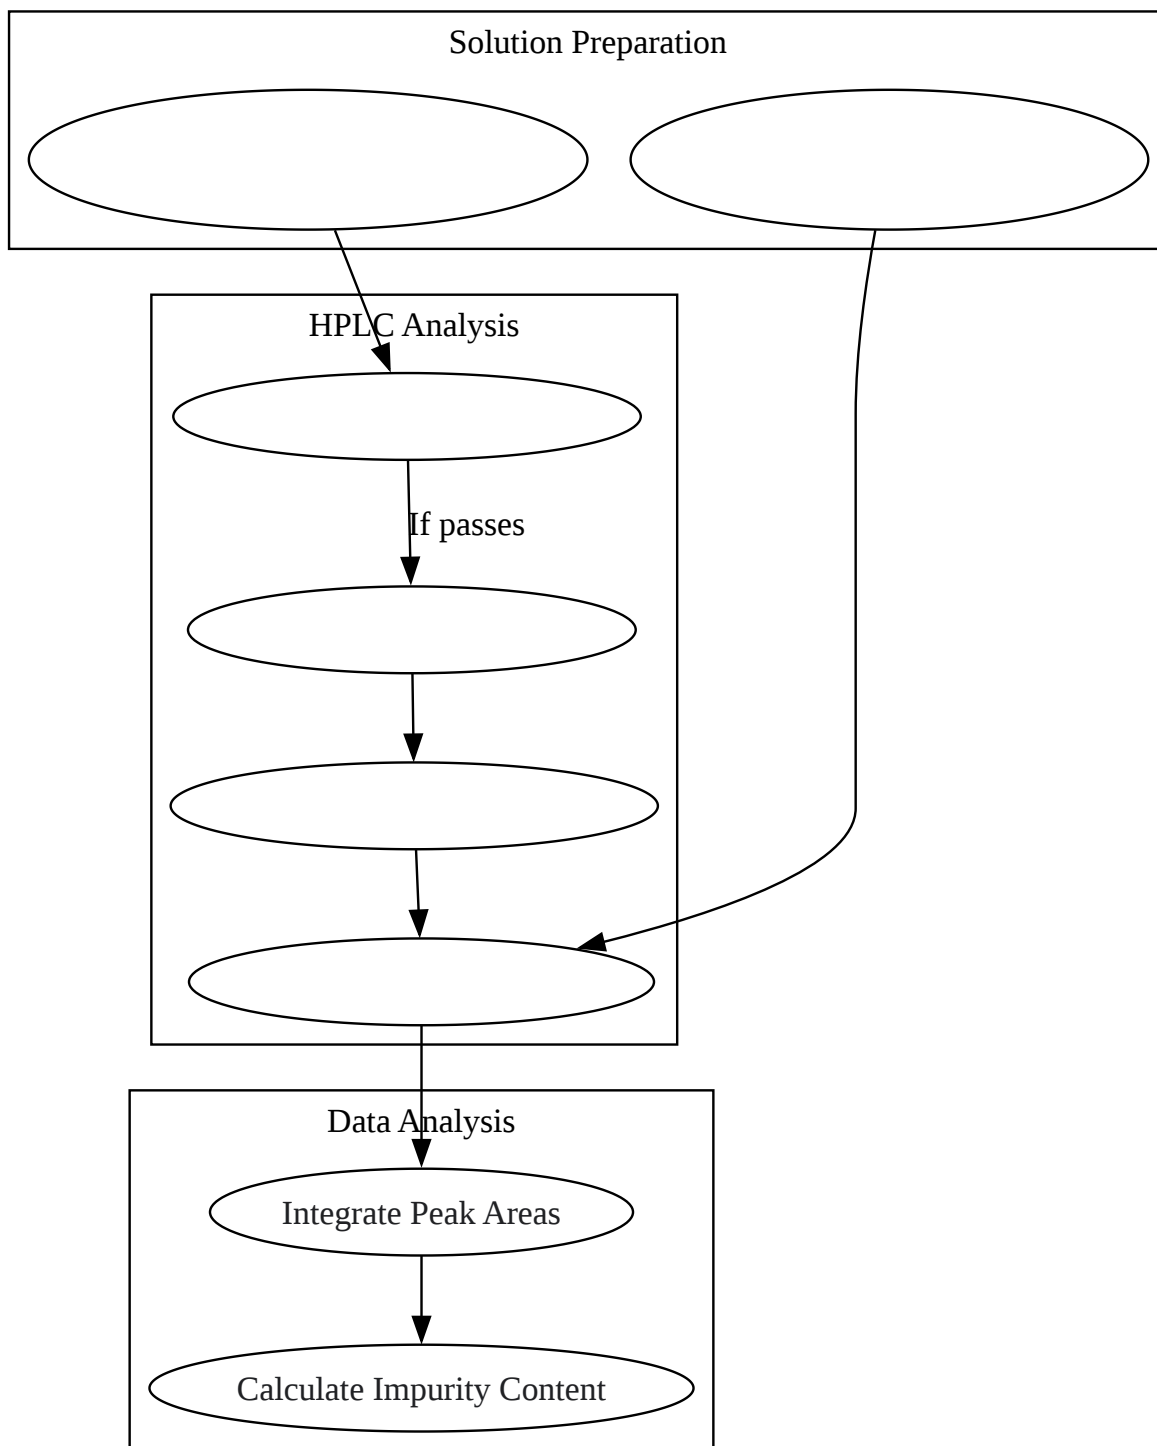 Solution Preparation
HPLC Analysis
If passes
Data Analysis
Integrate Peak Areas
Calculate Impurity Content